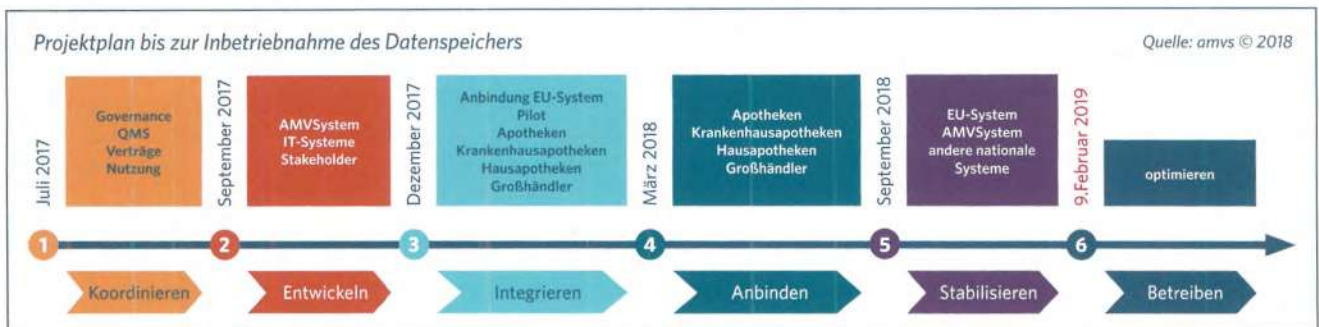 Projektplan bis zur Inbetriebnahme des Datenspeichers
Quelle: amvs © 2018
Juli 2017
Governance
QMS
Verträge
Nutzung
September 2017
AMVSystem
IT-Systeme
Stakeholder
Dezember 2017
Anbindung EU-System
Pilot
Apotheken
Krankenhausapotheken
Hausapotheken
Großhändler
März 2018
Apotheken
Krankenhausapotheken
Hausapotheken
Großhändler
September 2018
EU-System
AMVSystem
andere nationale
Systeme
9.Februar 2019
optimieren
1
2
3
4
5
6
Koordinieren
Entwickeln
Integrieren
Anbinden
Stabilisieren
Betreiben